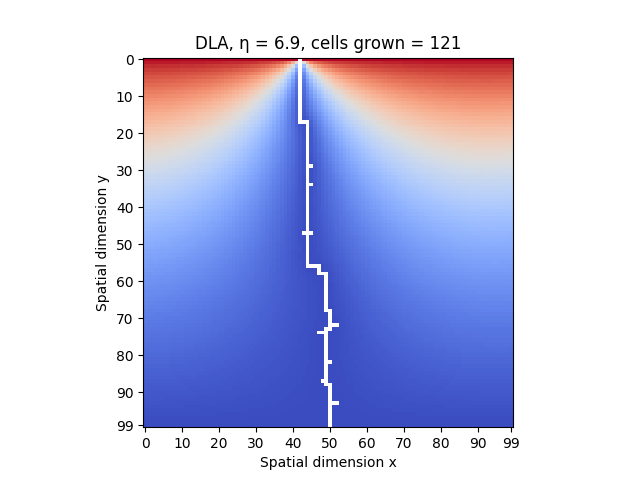 DLA, η = 6.9, cells grown = 121
0
10
20
30
40
50
60
70
80
90
99
Spatial dimension y
0 10 20 30 40 50 60 70 80 90 99
Spatial dimension x